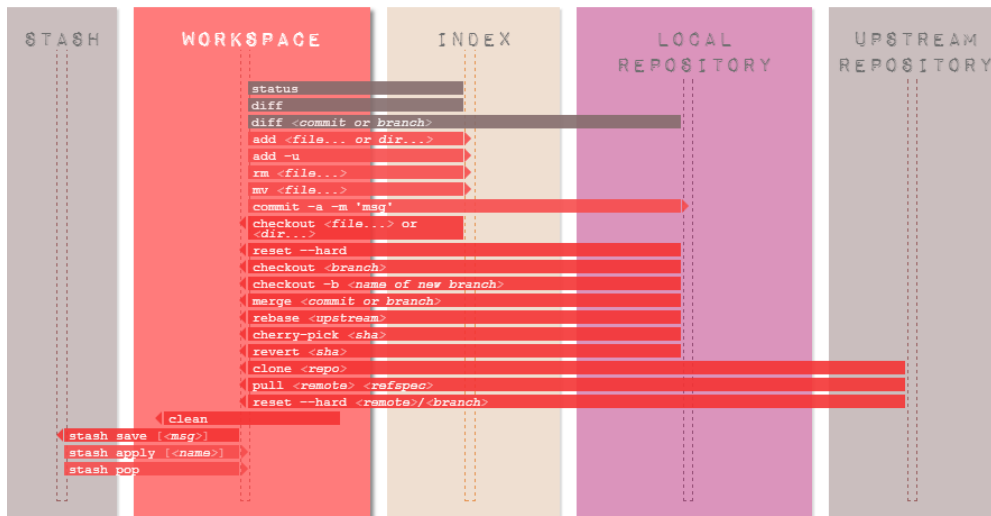 STASH
WORKSPACE
INDEX
LOCAL
REPOSITORY
UPSTREAM
REPOSITORY
status
diff
diff <commit or branch>
add <file... or dir...>
add -u
rm <file...>
mv <file...>
commit -a -m 'msg'
checkout <file...> or
<dir...>
reset --hard
checkout <branch>
checkout -b <name of new branch>
merge <commit or branch>
rebase <upstream>
cherry-pick <sha>
revert <sha>
clone <repo>
pull <remote> <refspec>
reset --hard <remote>/<branch>
clean
stash save [<msg>]
stash apply [<name>]
stash pop